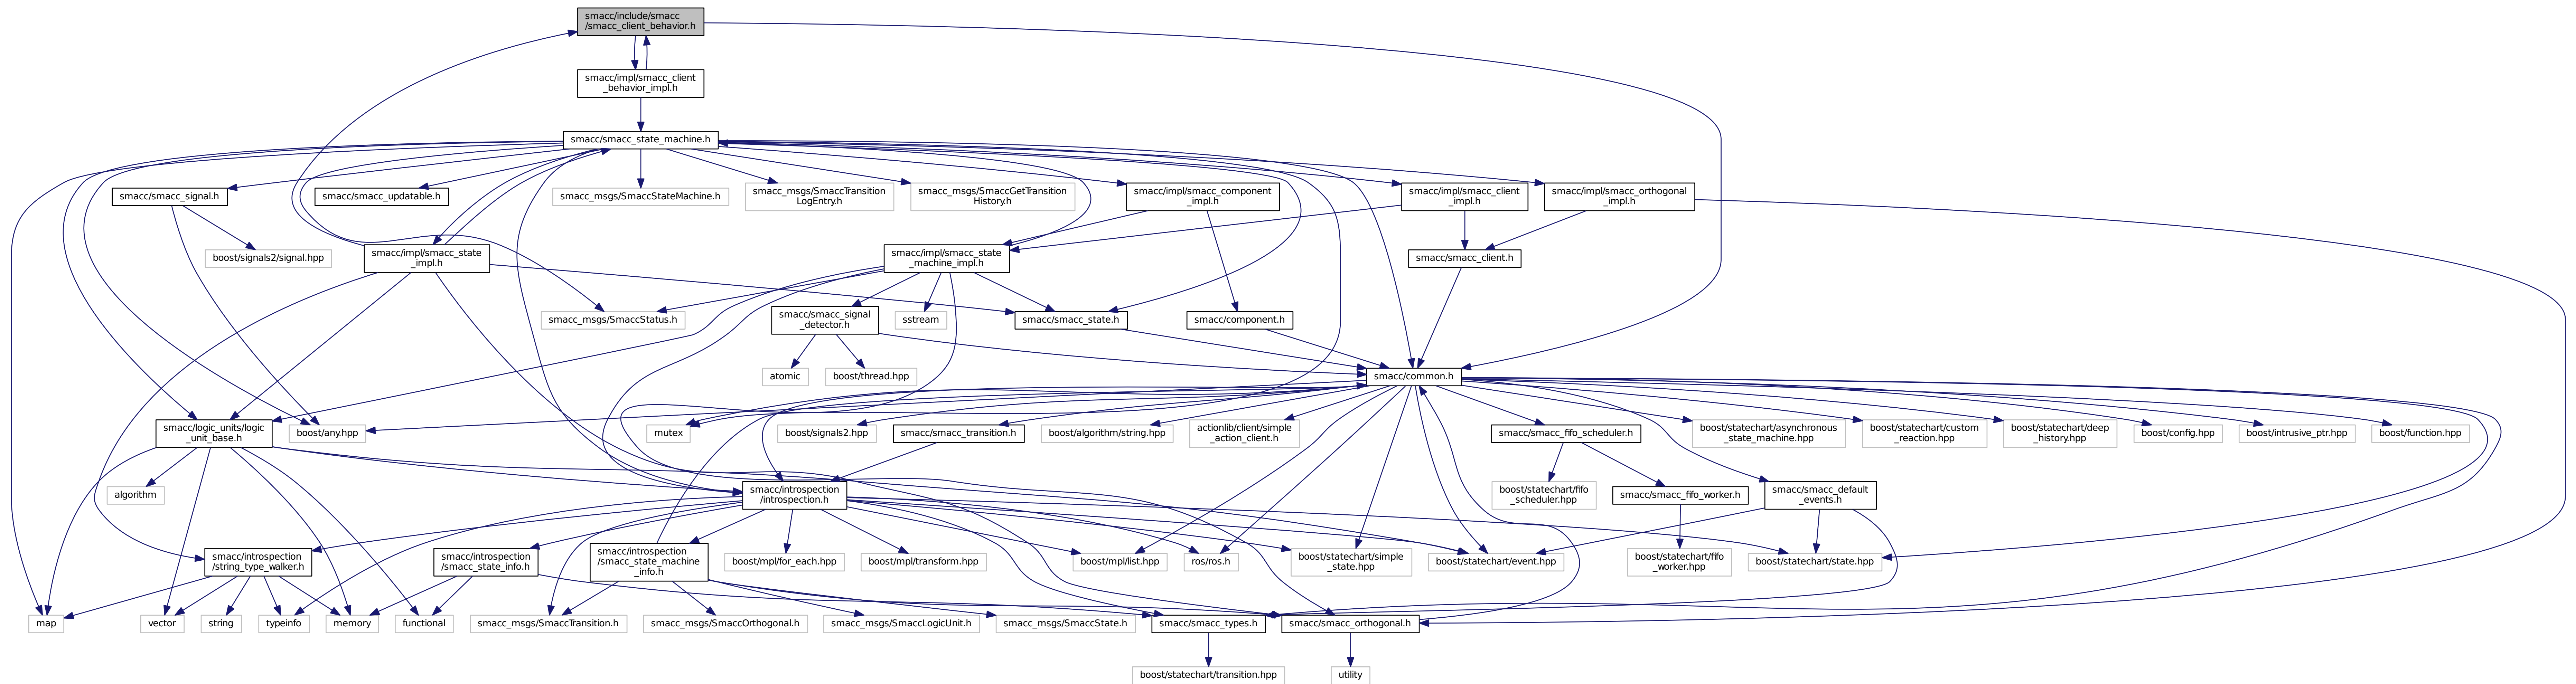 smacc/include/smacc
/smacc_client_behavior.h
smacc/impl/smacc_client
_behavior_impl.h
smacc/smacc_state_machine.h
smacc/smacc_signal.h
smacc/smacc_updatable.h
smacc_msgs/SmaccStateMachine.h
smacc_msgs/SmaccTransition
LogEntry.h
smacc_msgs/SmaccGetTransition
History.h
smacc/impl/smacc_component
_impl.h
smacc/impl/smacc_client
_impl.h
smacc/impl/smacc_orthogonal
_impl.h
boost/signals2/signal.hpp
smacc/impl/smacc_state
_impl.h
smacc/impl/smacc_state
_machine_impl.h
smacc/smacc_client.h
smacc_msgs/SmaccStatus.h
smacc/smacc_signal
_detector.h
sstream
smacc/smacc_state.h
smacc/component.h
atomic
boost/thread.hpp
smacc/common.h
smacc/logic_units/logic
_unit_base.h
boost/any.hpp
mutex
boost/signals2.hpp
smacc/smacc_transition.h
boost/algorithm/string.hpp
actionlib/client/simple
_action_client.h
smacc/smacc_fifo_scheduler.h
boost/statechart/asynchronous
_state_machine.hpp
boost/statechart/custom
_reaction.hpp
boost/statechart/deep
_history.hpp
boost/config.hpp
boost/intrusive_ptr.hpp
boost/function.hpp
algorithm
smacc/introspection
/introspection.h
boost/statechart/fifo
_scheduler.hpp
smacc/smacc_fifo_worker.h
smacc/smacc_default
_events.h
smacc/introspection
/string_type_walker.h
smacc/introspection
/smacc_state_info.h
smacc/introspection
/smacc_state_machine
_info.h
boost/mpl/for_each.hpp
boost/mpl/transform.hpp
boost/mpl/list.hpp
ros/ros.h
boost/statechart/simple
_state.hpp
boost/statechart/event.hpp
boost/statechart/fifo
_worker.hpp
boost/statechart/state.hpp
map
vector
string
typeinfo
memory
functional
smacc_msgs/SmaccTransition.h
smacc_msgs/SmaccOrthogonal.h
smacc_msgs/SmaccLogicUnit.h
smacc_msgs/SmaccState.h
smacc/smacc_types.h
smacc/smacc_orthogonal.h
boost/statechart/transition.hpp
utility